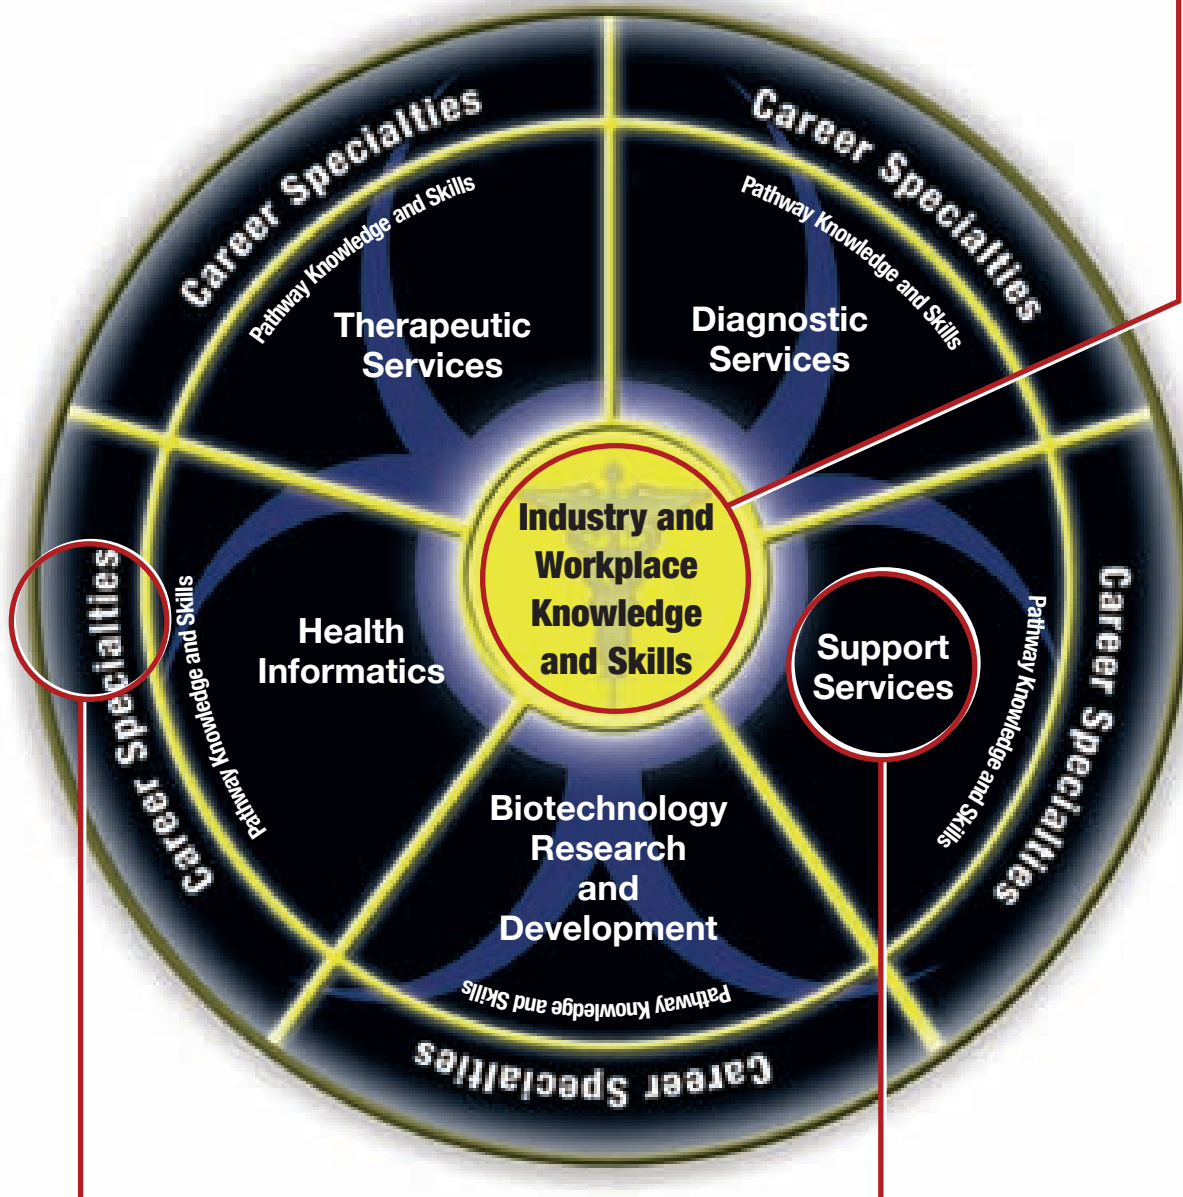 Career Specialties
Career Specialties
Pathway Knowledge and Skills
Pathway Knowledge and Skills
Therapeutic
Services
Diagnostic
Services
Industry and
Workplace
Knowledge
and Skills
Career Specialties
Pathway Knowledge and Skills
Health
Informatics
Support
Services
Pathway Knowledge and Skills
Career Specialties
Biotechnology
Research
and
Development
Pathway Knowledge and Skills
Career Specialties